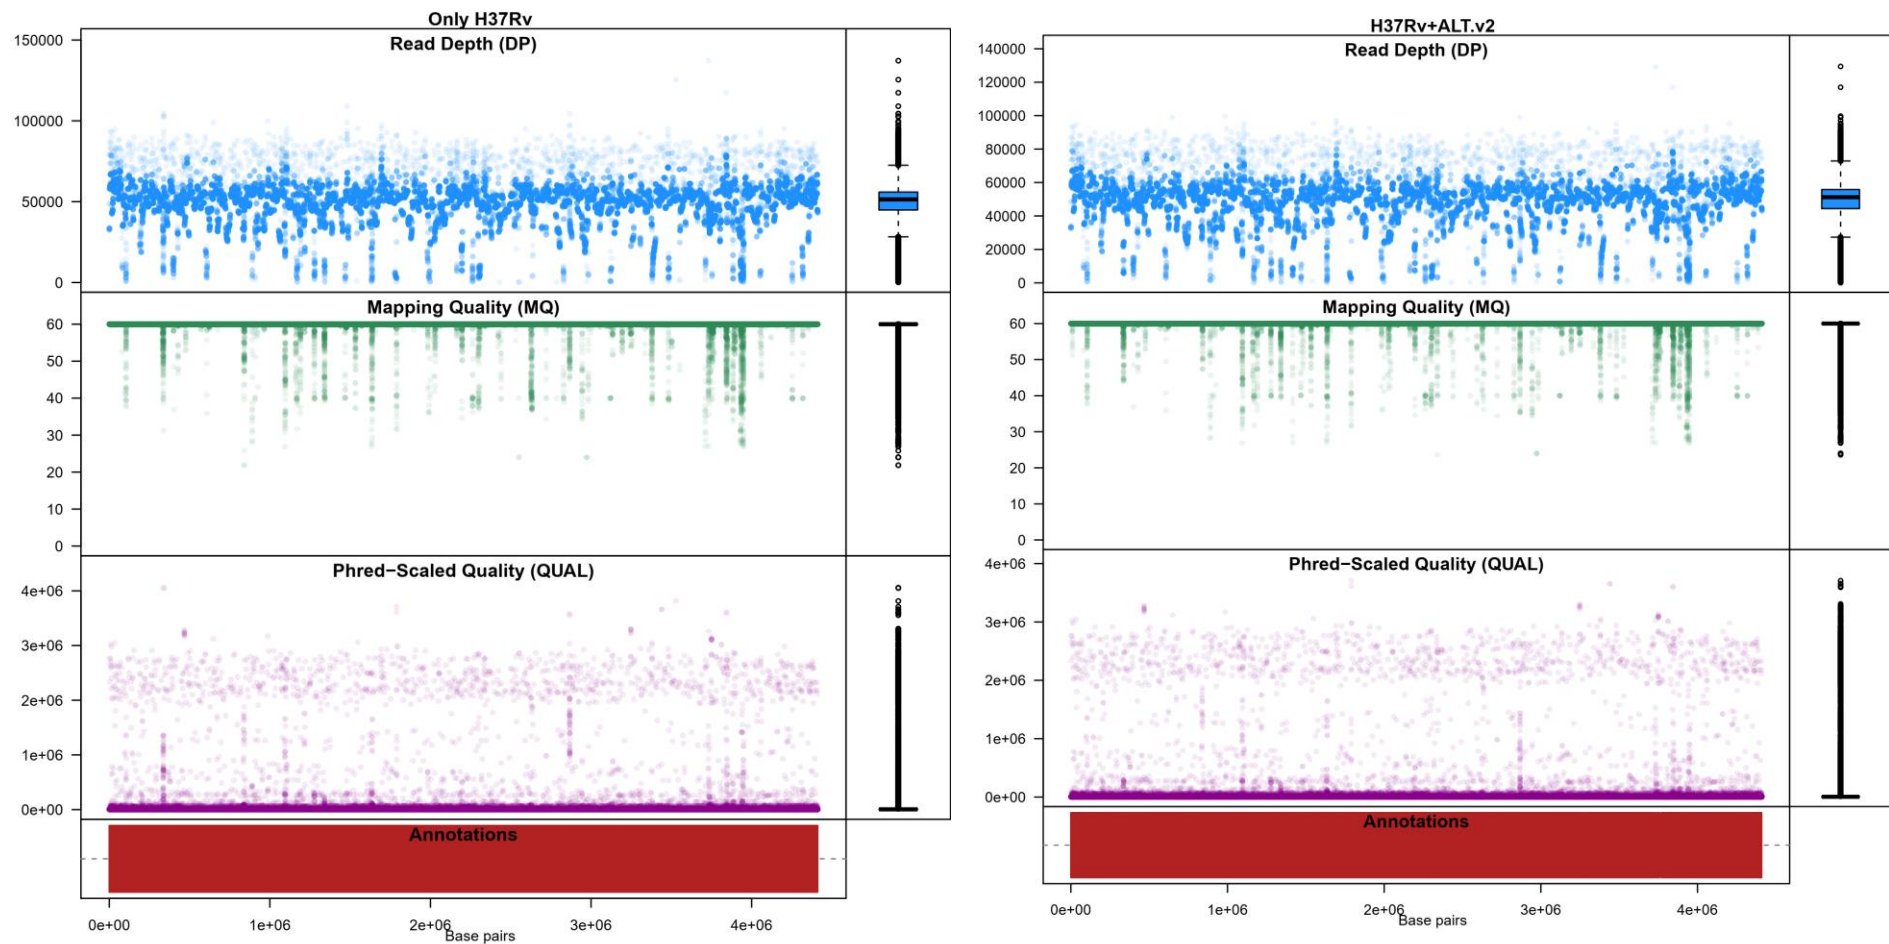 Only H37Rv
Read Depth (DP)
150000
100000
50000
0
Mapping Quality (MQ)
60
50
40
30
20
10
0
Phred−Scaled Quality (QUAL)
4e+06
3e+06
2e+06
1e+06
0e+00
Annotations
0e+00 1e+06 2e+06 3e+06 4e+06
Base pairs
H37Rv+ALT.v2
Read Depth (DP)
140000
120000
100000
80000
60000
40000
20000
0
Mapping Quality (MQ)
60
50
40
30
20
10
0
Phred−Scaled Quality (QUAL)
4e+06
3e+06
2e+06
1e+06
0e+00
Annotations
0e+00 1e+06 2e+06 3e+06 4e+06
Base pairs